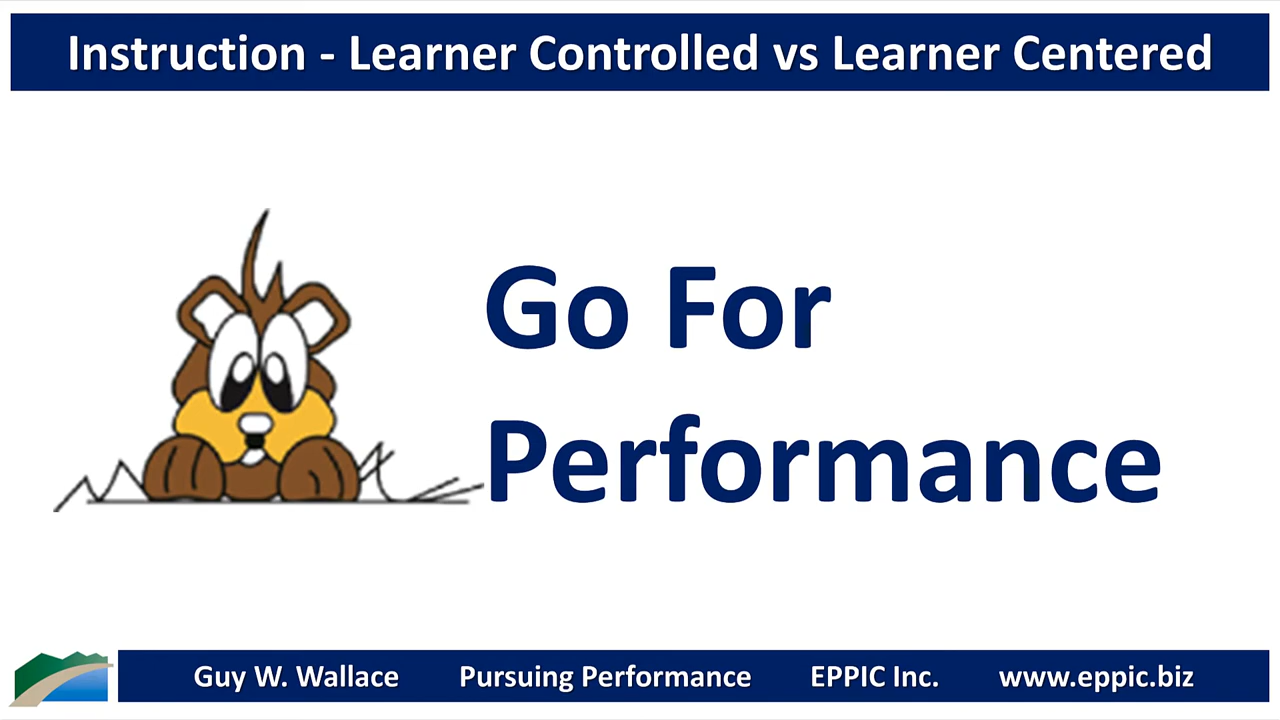 Instruction - Learner Controlled vs Learner Centered
Go For
Performance
Guy W. Wallace Pursuing Performance EPPIC Inc. www.eppic.biz